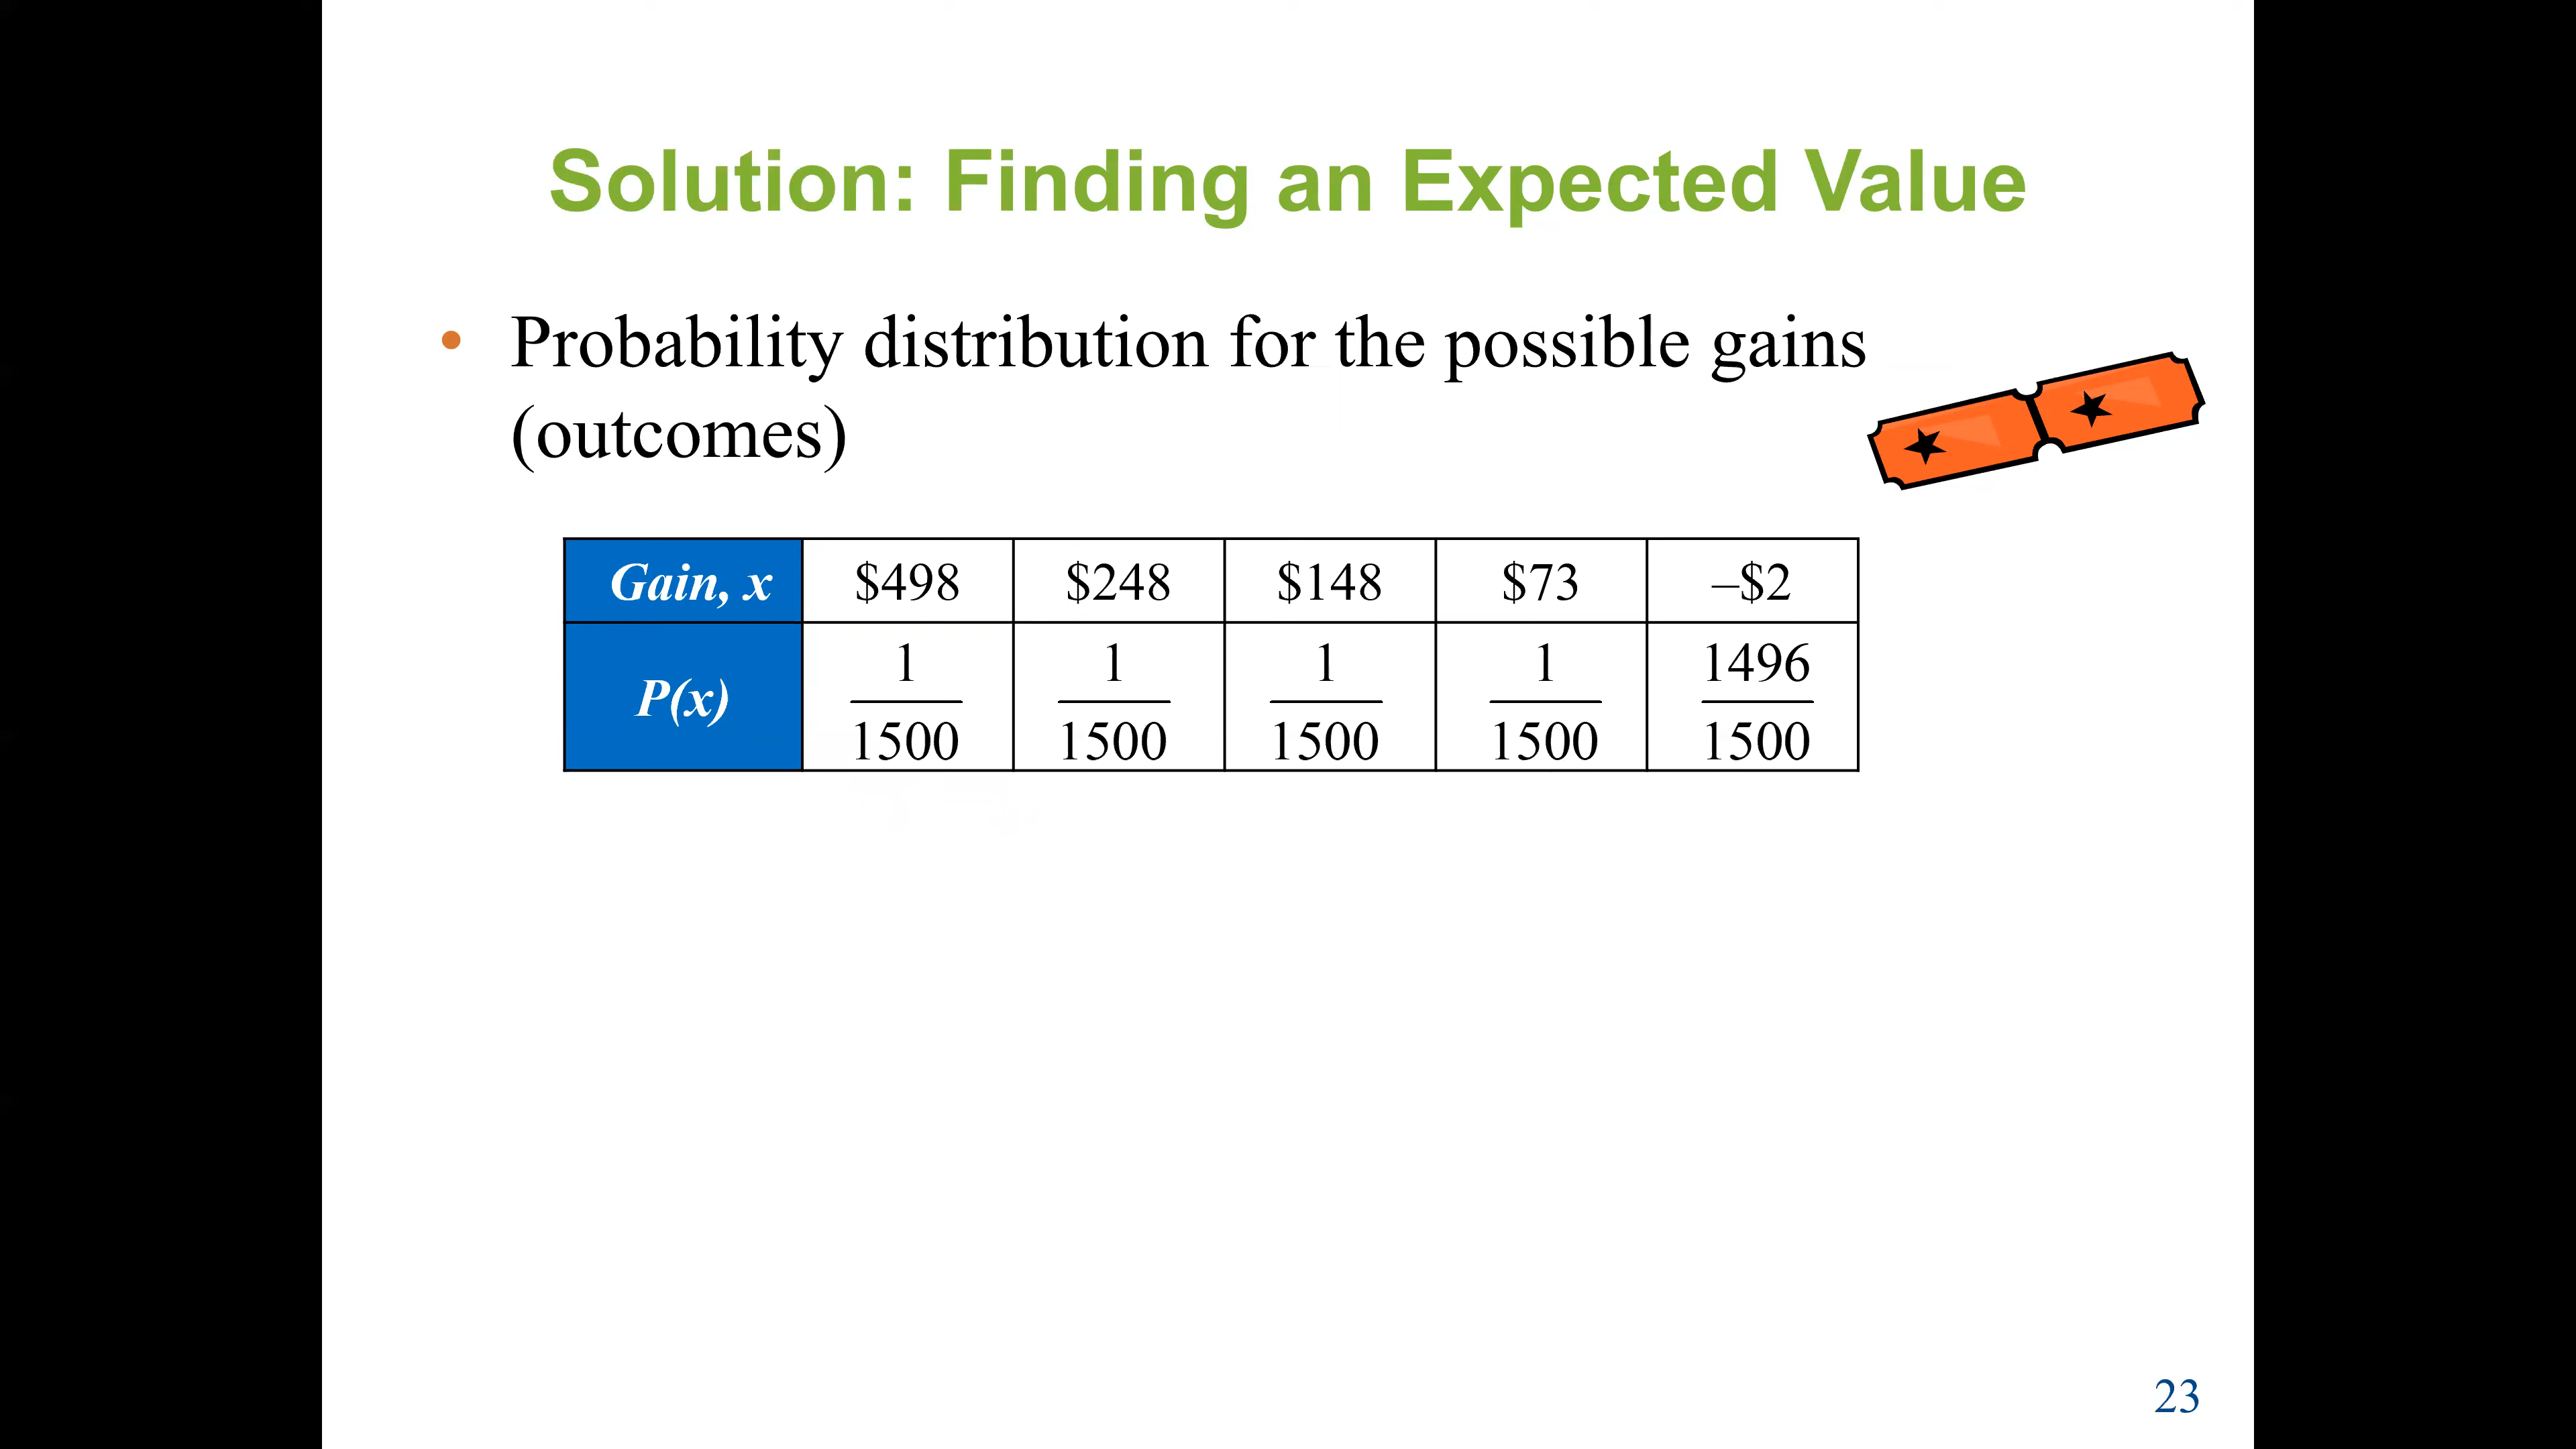 Solution: Finding an Expected Value
• Probability distribution for the possible gains
(outcomes)
Gain, x $498 $248 $148 $73 –$2
P(x) 1/1500 1/1500 1/1500 1/1500 1496/1500
23